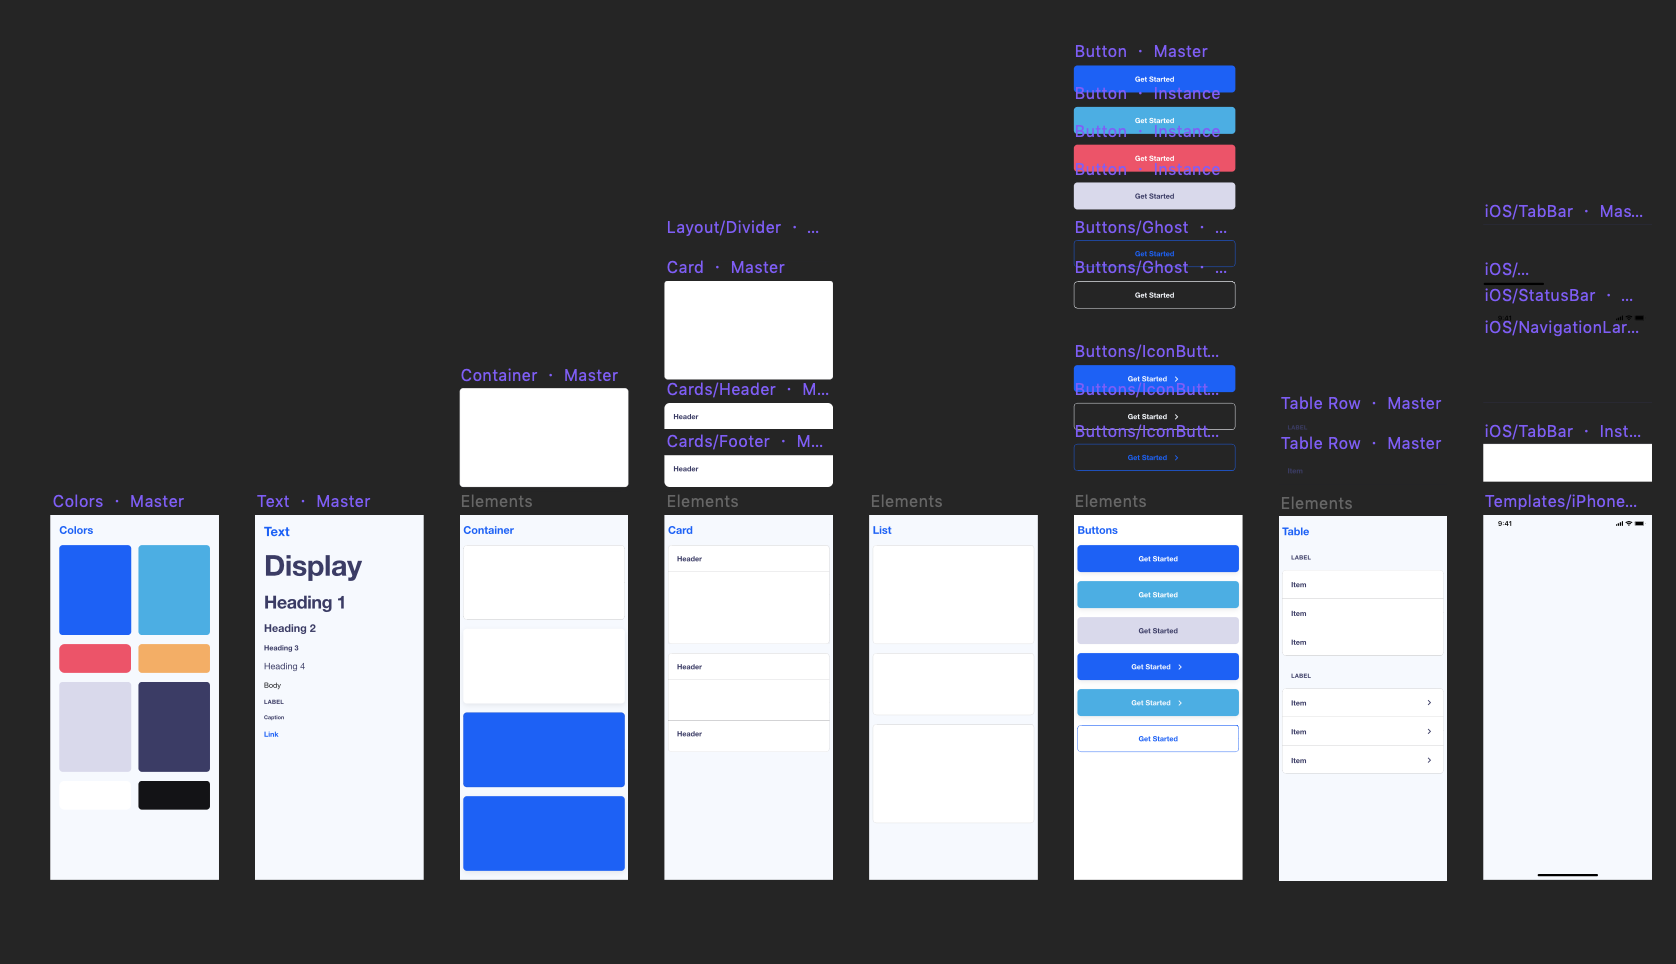 Button · Master
Get Started
Button · Instance
Get Started
Button · Instance
Get Started
Button · Instance
Get Started
Buttons/Ghost · ...
Get Started
Buttons/Ghost · ...
Get Started
Buttons/IconButt...
Get Started
Buttons/IconButt...
Get Started
Buttons/IconButt...
Get Started
Layout/Divider · ...
Card · Master
Cards/Header · M...
Header
Cards/Footer · M...
Header
Container · Master
Table Row · Master
LABEL
Table Row · Master
Item
iOS/TabBar · Mas...
iOS/...
iOS/StatusBar · ...
9:41
iOS/NavigationLar...
iOS/TabBar · Inst...
Colors · Master
Colors
Text · Master
Text
Display
Heading 1
Heading 2
Heading 3
Heading 4
Body
LABEL
Caption
Link
Elements
Container
Elements
Card
Header
Header
Header
Elements
List
Elements
Buttons
Get Started
Get Started
Get Started
Get Started
Get Started
Get Started
Elements
Table
LABEL
Item
Item
Item
LABEL
Item
Item
Item
Templates/iPhone...
9:41